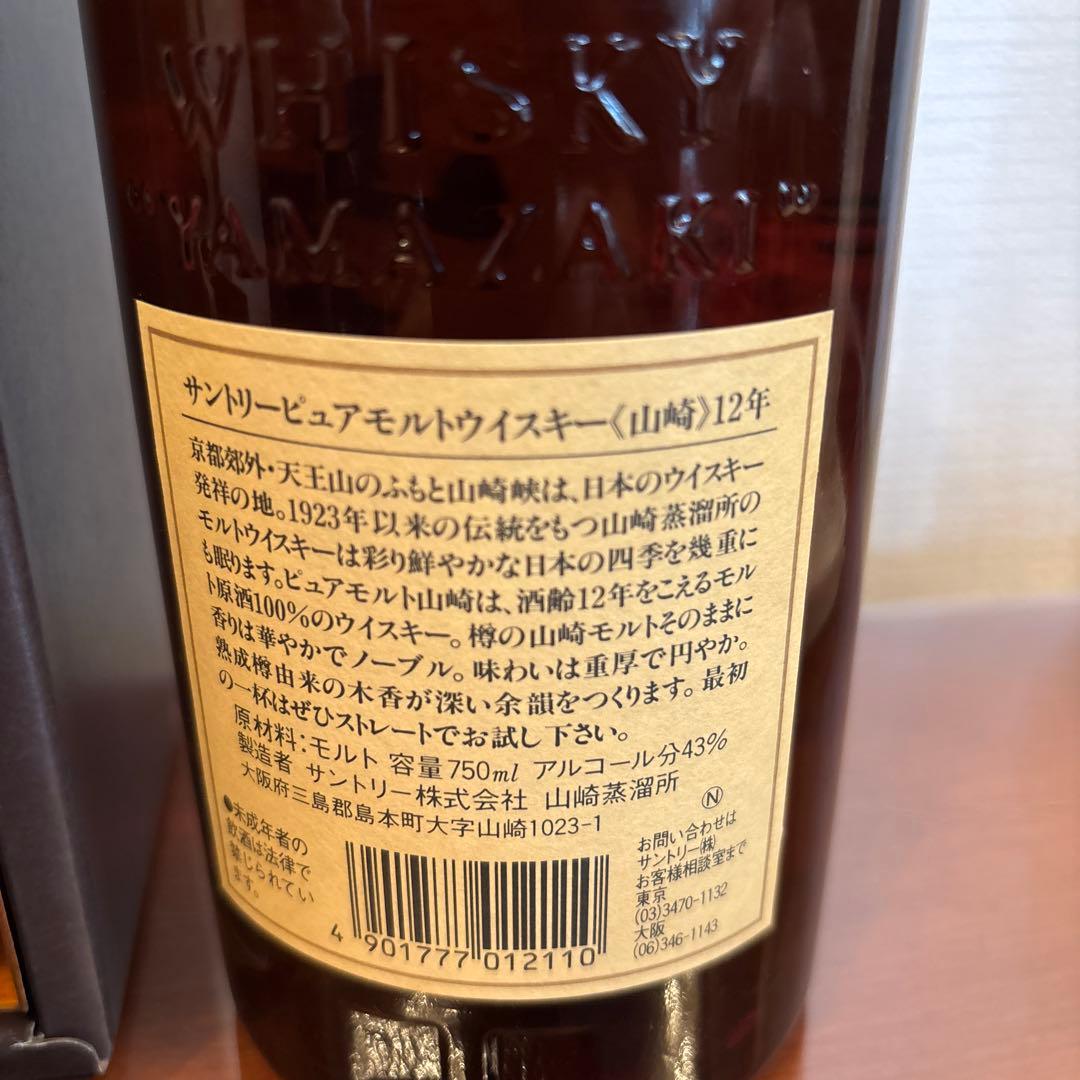 WHISKY
"YAMAZAKI"
サントリーピュアモルトウイスキー《山崎》12年
京都郊外・天王山のふもと山崎峡は、日本のウイスキー
発祥の地。1923年以来の伝統をもつ山崎蒸溜所の
モルトウイスキーは彩り鮮やかな日本の四季を幾重に
も眠ります。ピュアモルト山崎は、酒齢12年をこえるモル
ト原酒100%のウイスキー。樽の山崎モルトそのままに
香りは華やかでノーブル。味わいは重厚で円やか。
熟成樽由来の木香が深い余韻をつくります。最初
の一杯はぜひストレートでお試し下さい。
原材料:モルト 容量750ml アルコール分43%
製造者 サントリー株式会社 山崎蒸溜所
大阪府三島郡島本町大字山崎1023-1
●未成年者の
飲酒は法律で
禁じられてい
ます。
4 901777 012110
N
お問い合わせは
サントリー(株)
お客様相談室まで
東京
(03)3470-1132
大阪
(06)346-1143